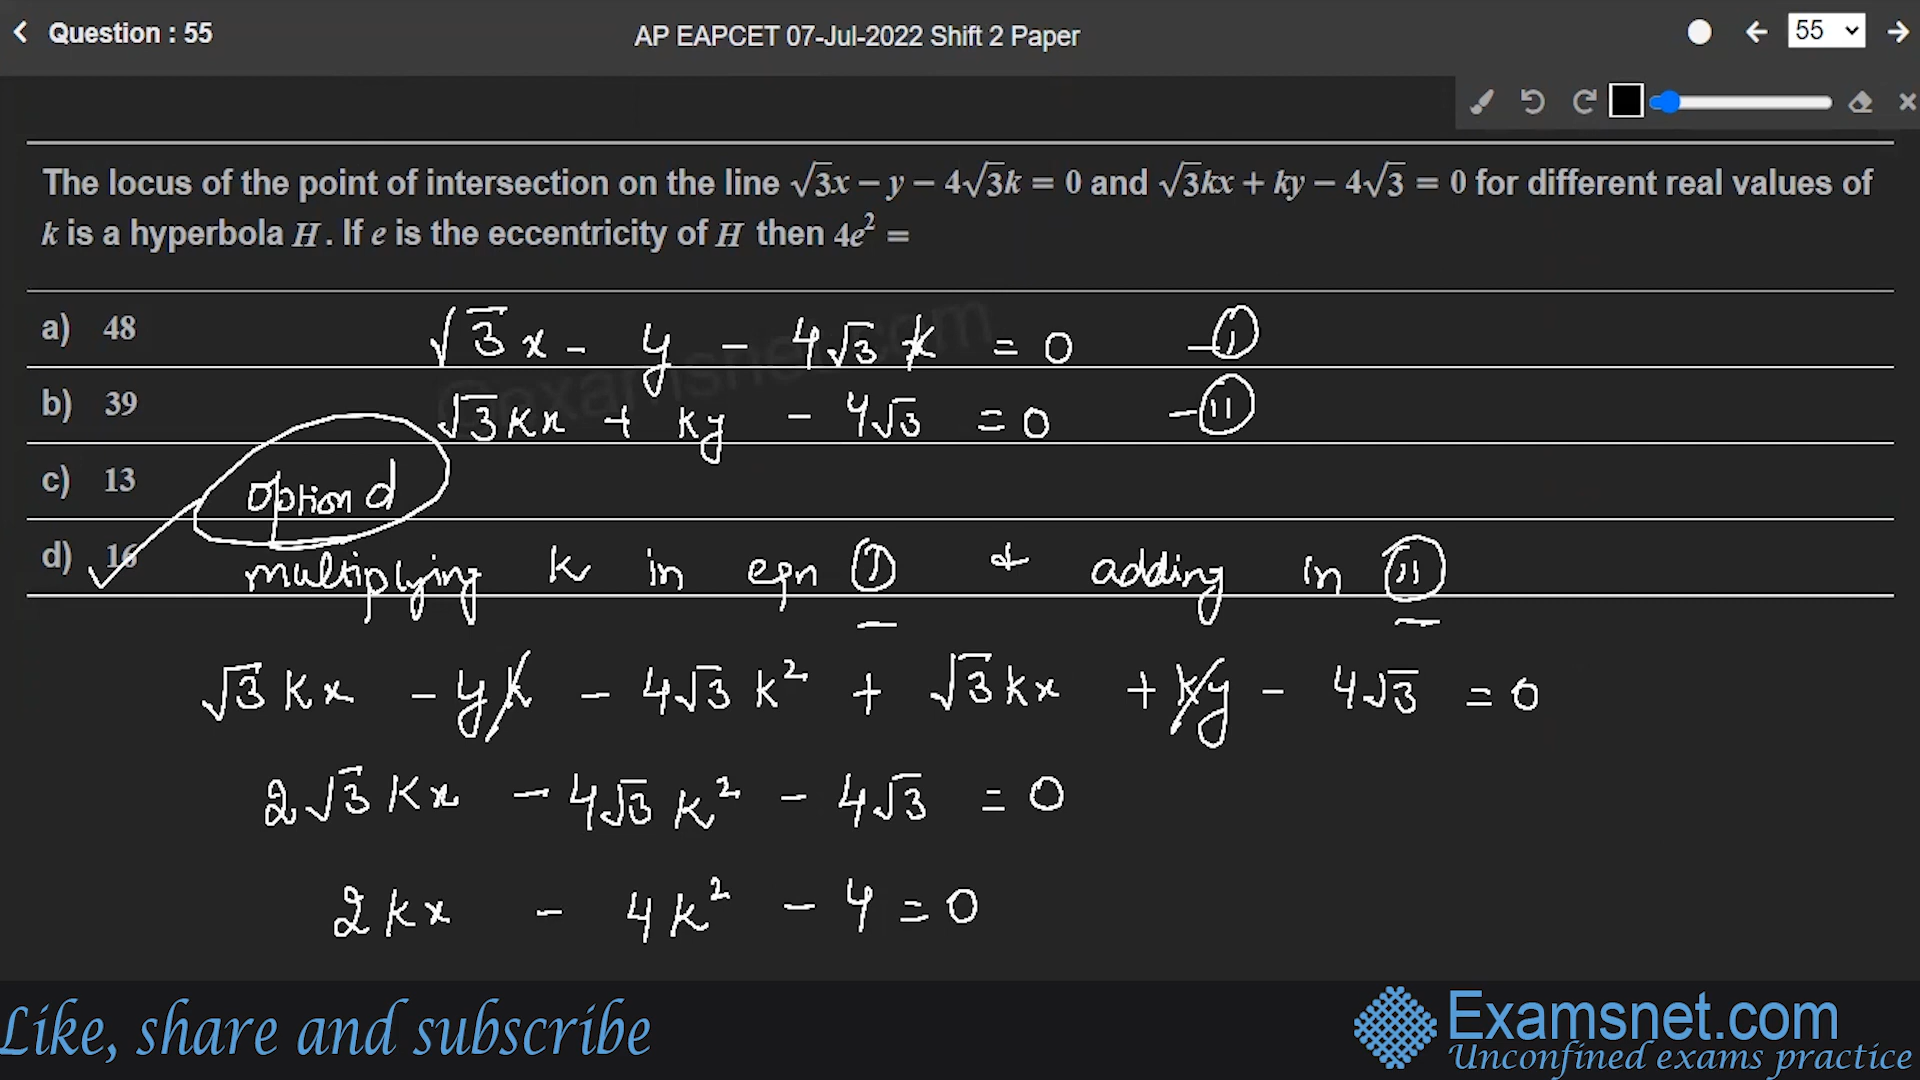 Question : 55
AP EAPCET 07-Jul-2022 Shift 2 Paper
55
The locus of the point of intersection on the line √3x − y − 4√3k = 0 and √3kx + ky − 4√3 = 0 for different real values of
k is a hyperbola H. If e is the eccentricity of H then 4e² =
a) 48
√3x - y - 4√3k = 0 -(I)
b) 39
√3kx + ky - 4√3 = 0 -(II)
c) 13
option d
d) 16
multiplying k in eqn (I) & adding in (II)
√3kx - yk - 4√3k² + √3kx + ky - 4√3 = 0
2√3kx - 4√3k² - 4√3 = 0
2kx - 4k² - 4 = 0
Like, share and subscribe
Examsnet.com
Unconfined exams practice